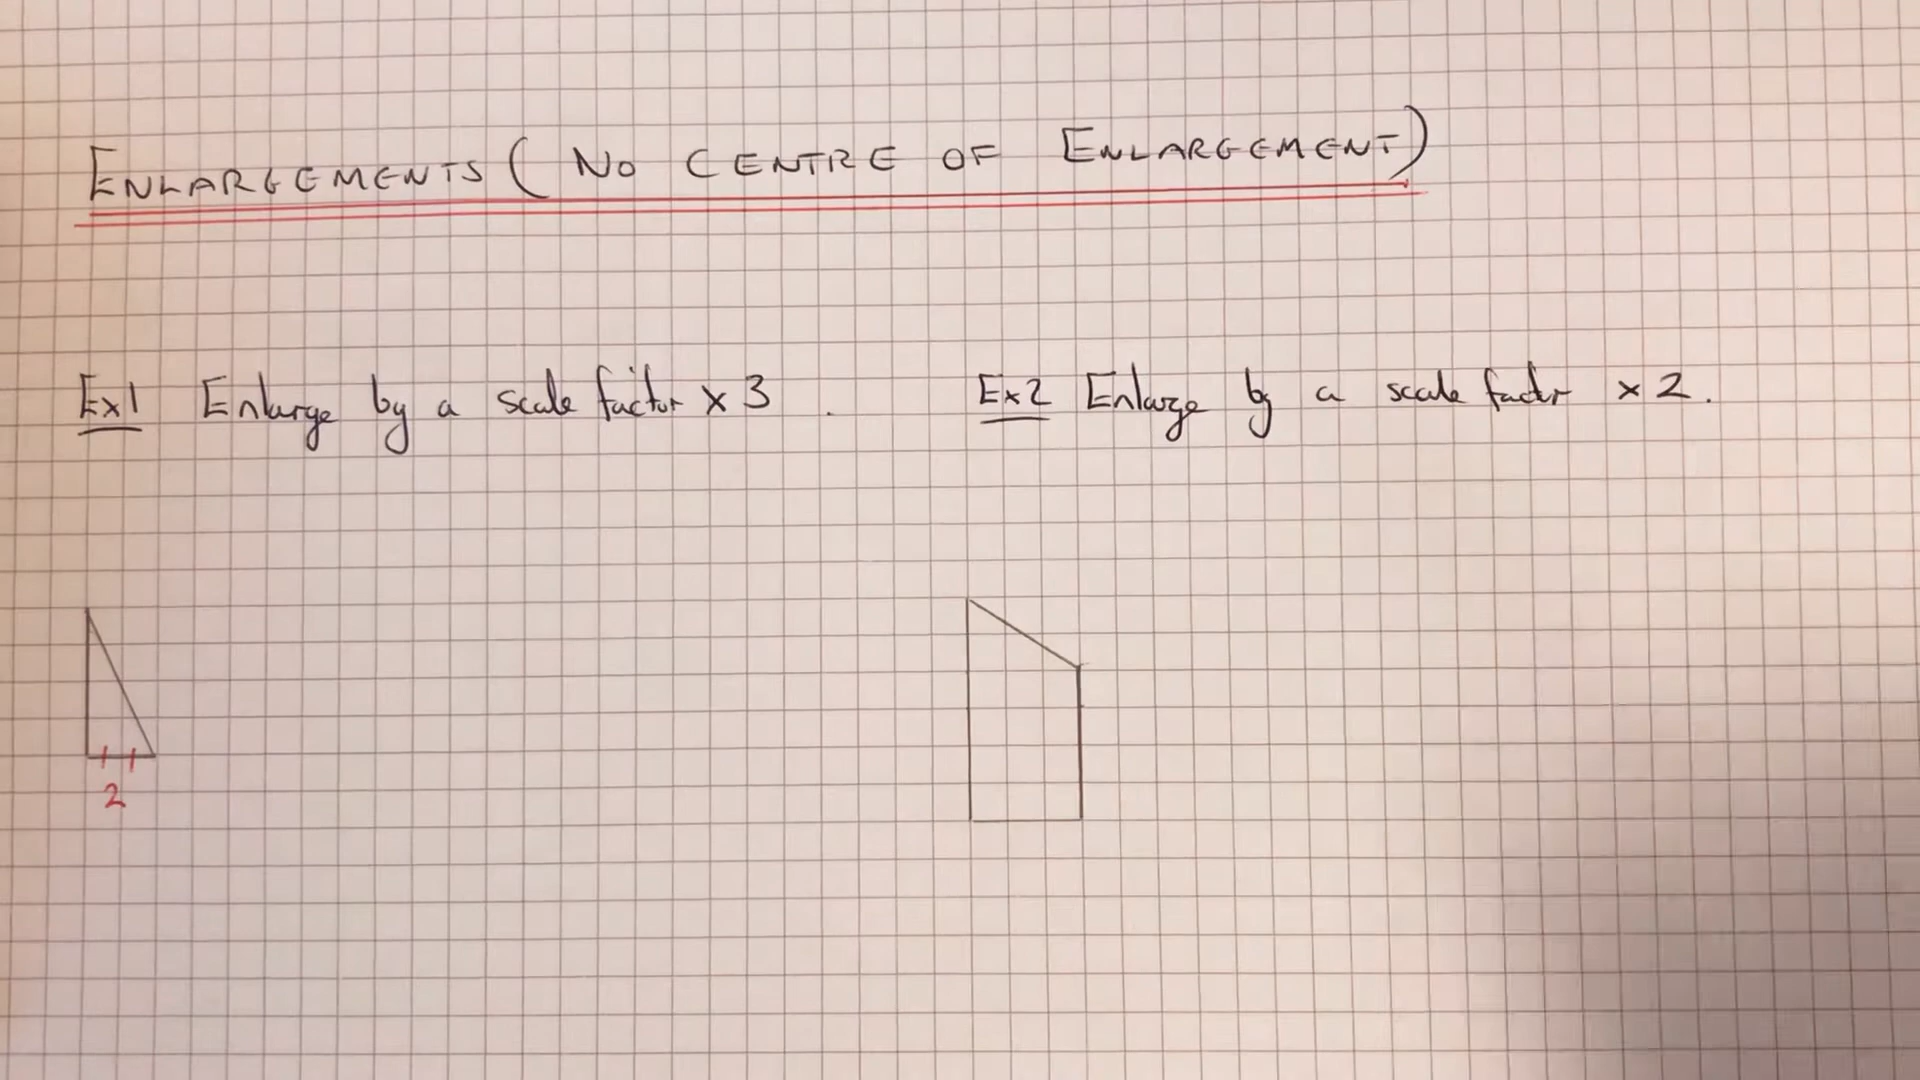 ENLARGEMENTS (NO CENTRE OF ENLARGEMENT)
Ex1 Enlarge by a scale factor x 3.
Ex2 Enlarge by a scale factor x 2.
2